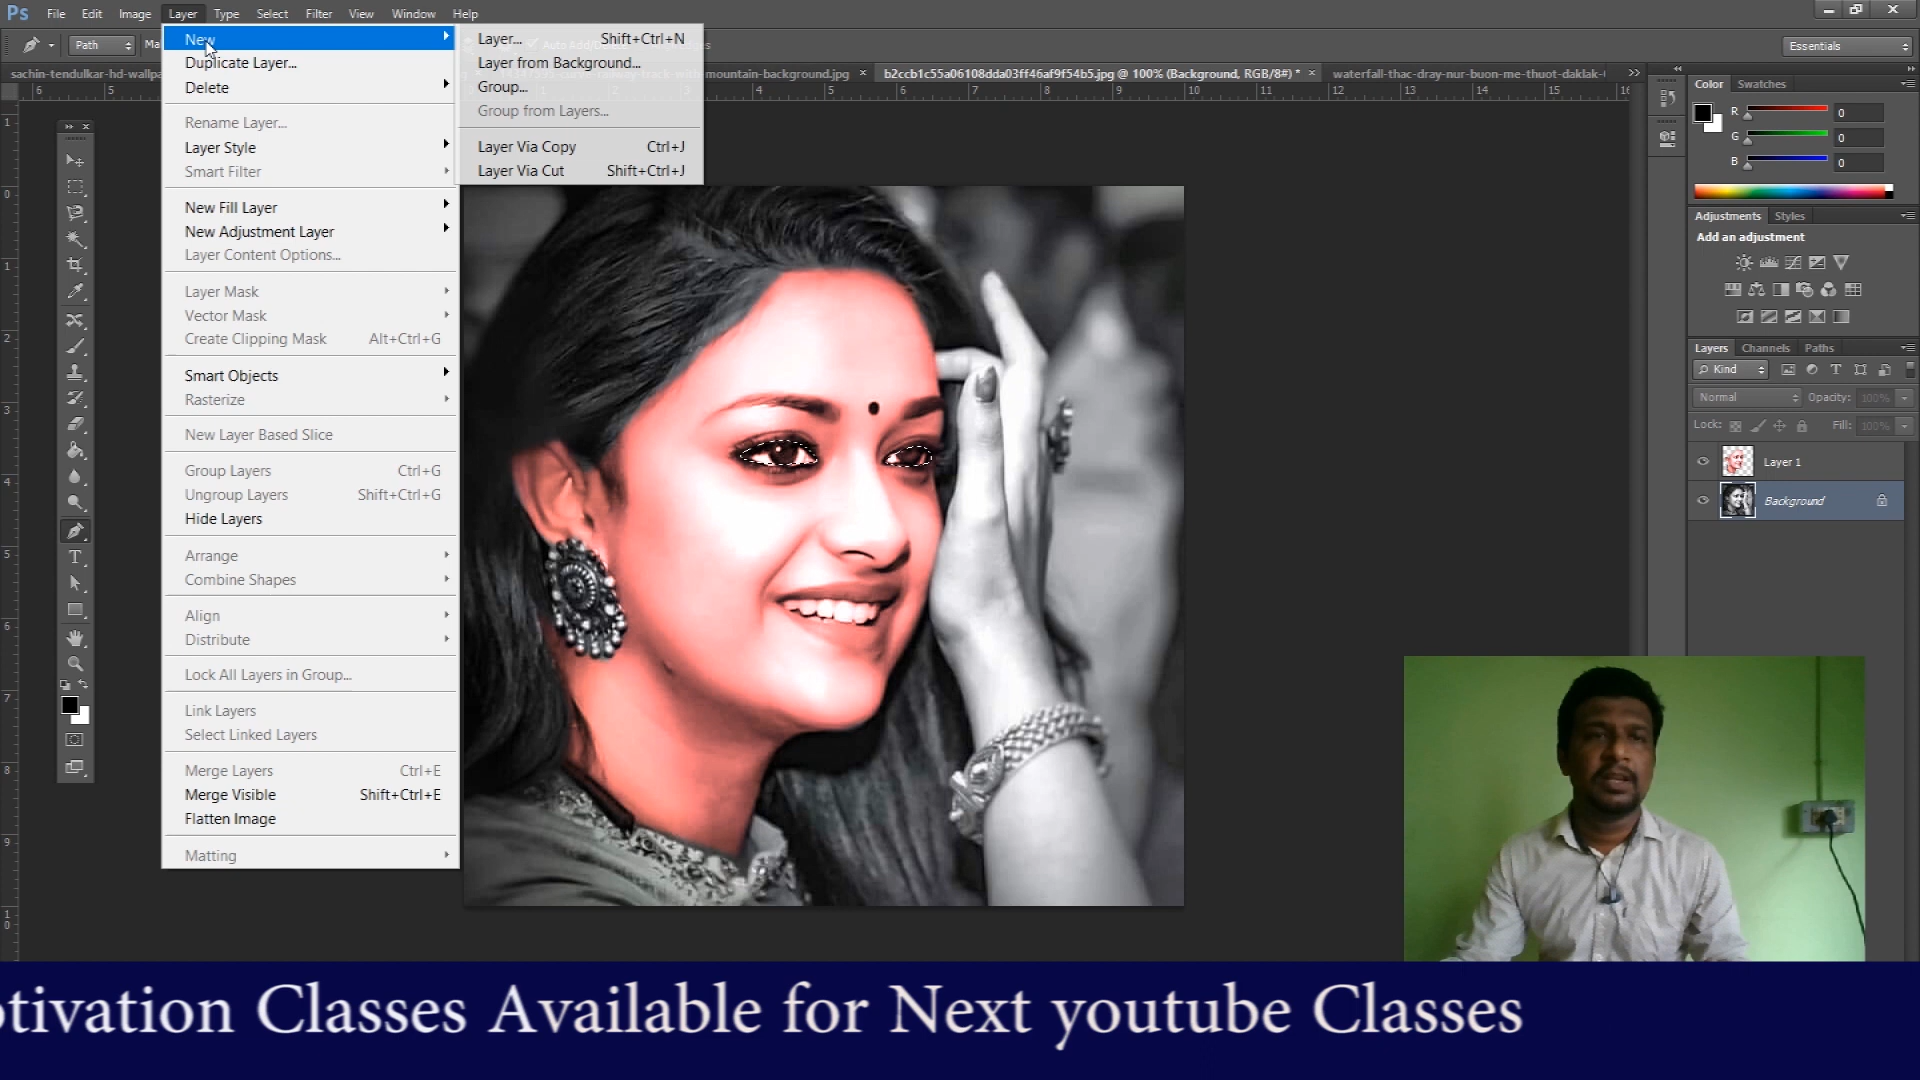 Ps File Edit Image Layer Type Select Filter View Window Help
Path Essentials
sachin-tendulkar-hd-wallpa
-mountain-background.jpg ×
b2ccb1c55a06108dda03ff46af9f54b5.jpg @ 100% (Background, RGB/8#) * ×
waterfall-thac-dray-nur-buon-me-thuot-daklak-
New
Duplicate Layer...
Delete
Rename Layer...
Layer Style
Smart Filter
New Fill Layer
New Adjustment Layer
Layer Content Options...
Layer Mask
Vector Mask
Create Clipping Mask Alt+Ctrl+G
Smart Objects
Rasterize
New Layer Based Slice
Group Layers Ctrl+G
Ungroup Layers Shift+Ctrl+G
Hide Layers
Arrange
Combine Shapes
Align
Distribute
Lock All Layers in Group...
Link Layers
Select Linked Layers
Merge Layers Ctrl+E
Merge Visible Shift+Ctrl+E
Flatten Image
Matting
Layer... Shift+Ctrl+N
Layer from Background...
Group...
Group from Layers...
Layer Via Copy Ctrl+J
Layer Via Cut Shift+Ctrl+J
Color Swatches
R 0
G 0
B 0
Adjustments Styles
Add an adjustment
Layers Channels Paths
Kind
Normal Opacity: 100%
Lock: Fill: 100%
Layer 1
Background
otivation Classes Available for Next youtube Classes